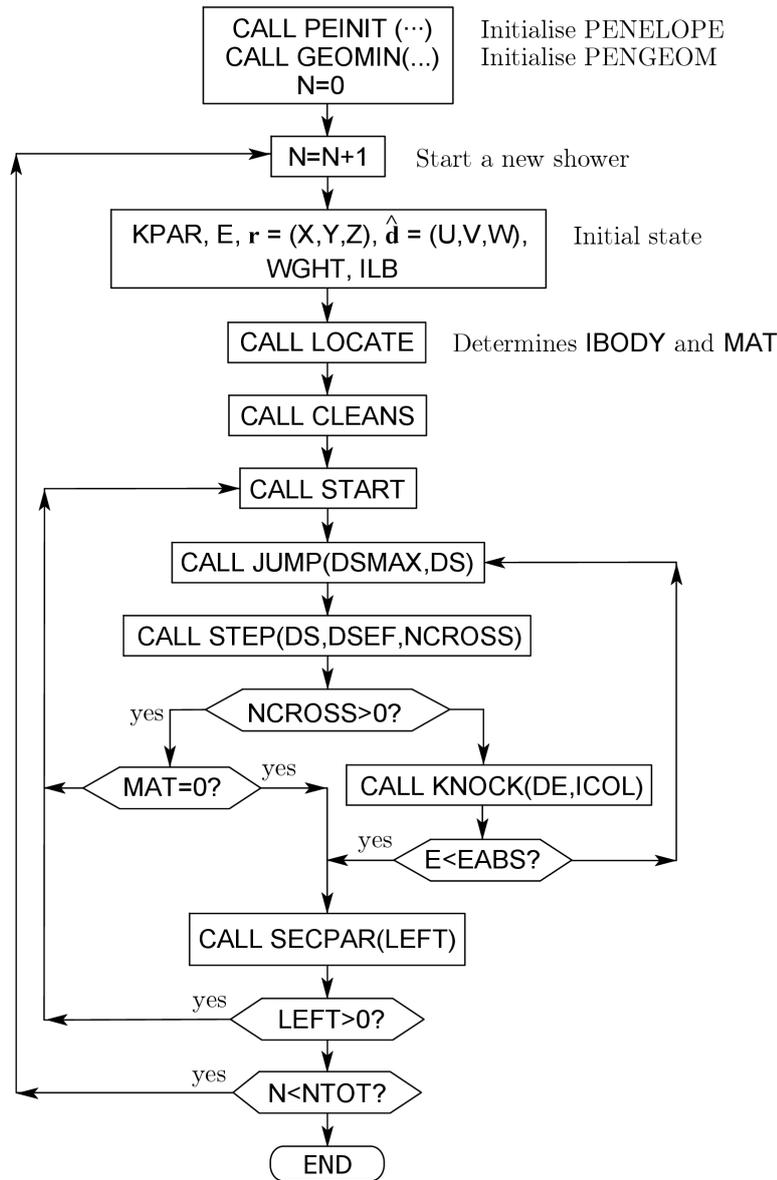 CALL PEINIT (···) Initialise PENELOPE
CALL GEOMIN(...) Initialise PENGEOM
N=0
N=N+1 Start a new shower
KPAR, E, r = (X,Y,Z), d̂ = (U,V,W), Initial state
WGHT, ILB
CALL LOCATE Determines IBODY and MAT
CALL CLEANS
CALL START
CALL JUMP(DSMAX,DS)
CALL STEP(DS,DSEF,NCROSS)
yes NCROSS>0?
MAT=0? yes
CALL KNOCK(DE,ICOL)
yes E<EABS?
CALL SECPAR(LEFT)
yes LEFT>0?
yes N<NTOT?
END